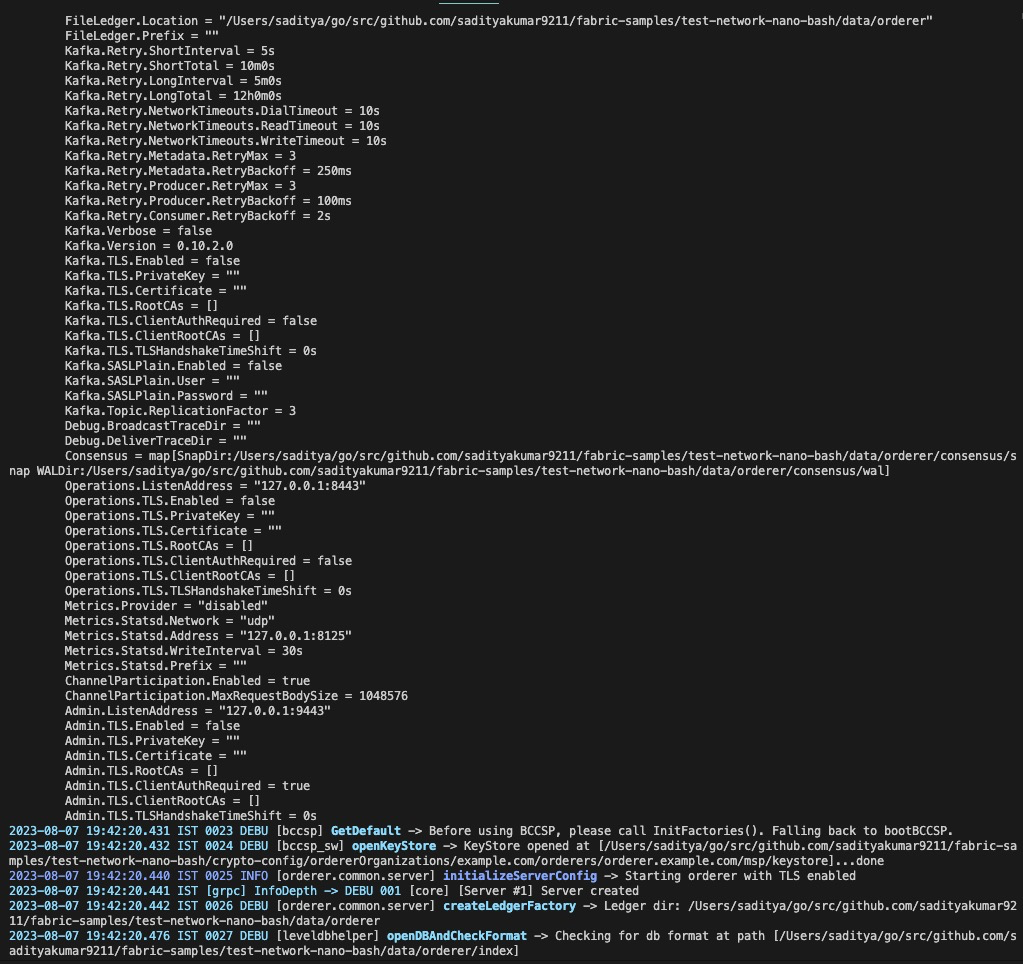 FileLedger.Location = "/Users/saditya/go/src/github.com/sadityakumar9211/fabric-samples/test-network-nano-bash/data/orderer"
FileLedger.Prefix = ""
Kafka.Retry.ShortInterval = 5s
Kafka.Retry.ShortTotal = 10m0s
Kafka.Retry.LongInterval = 5m0s
Kafka.Retry.LongTotal = 12h0m0s
Kafka.Retry.NetworkTimeouts.DialTimeout = 10s
Kafka.Retry.NetworkTimeouts.ReadTimeout = 10s
Kafka.Retry.NetworkTimeouts.WriteTimeout = 10s
Kafka.Retry.Metadata.RetryMax = 3
Kafka.Retry.Metadata.RetryBackoff = 250ms
Kafka.Retry.Producer.RetryMax = 3
Kafka.Retry.Producer.RetryBackoff = 100ms
Kafka.Retry.Consumer.RetryBackoff = 2s
Kafka.Verbose = false
Kafka.Version = 0.10.2.0
Kafka.TLS.Enabled = false
Kafka.TLS.PrivateKey = ""
Kafka.TLS.Certificate = ""
Kafka.TLS.RootCAs = []
Kafka.TLS.ClientAuthRequired = false
Kafka.TLS.ClientRootCAs = []
Kafka.TLS.TLSHandshakeTimeShift = 0s
Kafka.SASLPlain.Enabled = false
Kafka.SASLPlain.User = ""
Kafka.SASLPlain.Password = ""
Kafka.Topic.ReplicationFactor = 3
Debug.BroadcastTraceDir = ""
Debug.DeliverTraceDir = ""
Consensus = map[SnapDir:/Users/saditya/go/src/github.com/sadityakumar9211/fabric-samples/test-network-nano-bash/data/orderer/consensus/s
nap WALDir:/Users/saditya/go/src/github.com/sadityakumar9211/fabric-samples/test-network-nano-bash/data/orderer/consensus/wal]
Operations.ListenAddress = "127.0.0.1:8443"
Operations.TLS.Enabled = false
Operations.TLS.PrivateKey = ""
Operations.TLS.Certificate = ""
Operations.TLS.RootCAs = []
Operations.TLS.ClientAuthRequired = false
Operations.TLS.ClientRootCAs = []
Operations.TLS.TLSHandshakeTimeShift = 0s
Metrics.Provider = "disabled"
Metrics.Statsd.Network = "udp"
Metrics.Statsd.Address = "127.0.0.1:8125"
Metrics.Statsd.WriteInterval = 30s
Metrics.Statsd.Prefix = ""
ChannelParticipation.Enabled = true
ChannelParticipation.MaxRequestBodySize = 1048576
Admin.ListenAddress = "127.0.0.1:9443"
Admin.TLS.Enabled = false
Admin.TLS.PrivateKey = ""
Admin.TLS.Certificate = ""
Admin.TLS.RootCAs = []
Admin.TLS.ClientAuthRequired = true
Admin.TLS.ClientRootCAs = []
Admin.TLS.TLSHandshakeTimeShift = 0s
2023-08-07 19:42:20.431 IST 0023 DEBU [bccsp] GetDefault -> Before using BCCSP, please call InitFactories(). Falling back to bootBCCSP.
2023-08-07 19:42:20.432 IST 0024 DEBU [bccsp_sw] openKeyStore -> KeyStore opened at [/Users/saditya/go/src/github.com/sadityakumar9211/fabric-sa
mples/test-network-nano-bash/crypto-config/ordererOrganizations/example.com/orderers/orderer.example.com/msp/keystore]...done
2023-08-07 19:42:20.440 IST 0025 INFO [orderer.common.server] initializeServerConfig -> Starting orderer with TLS enabled
2023-08-07 19:42:20.441 IST [grpc] InfoDepth -> DEBU 001 [core] [Server #1] Server created
2023-08-07 19:42:20.442 IST 0026 DEBU [orderer.common.server] createLedgerFactory -> Ledger dir: /Users/saditya/go/src/github.com/sadityakumar92
11/fabric-samples/test-network-nano-bash/data/orderer
2023-08-07 19:42:20.476 IST 0027 DEBU [leveldbhelper] openDBAndCheckFormat -> Checking for db format at path [/Users/saditya/go/src/github.com/s
adityakumar9211/fabric-samples/test-network-nano-bash/data/orderer/index]